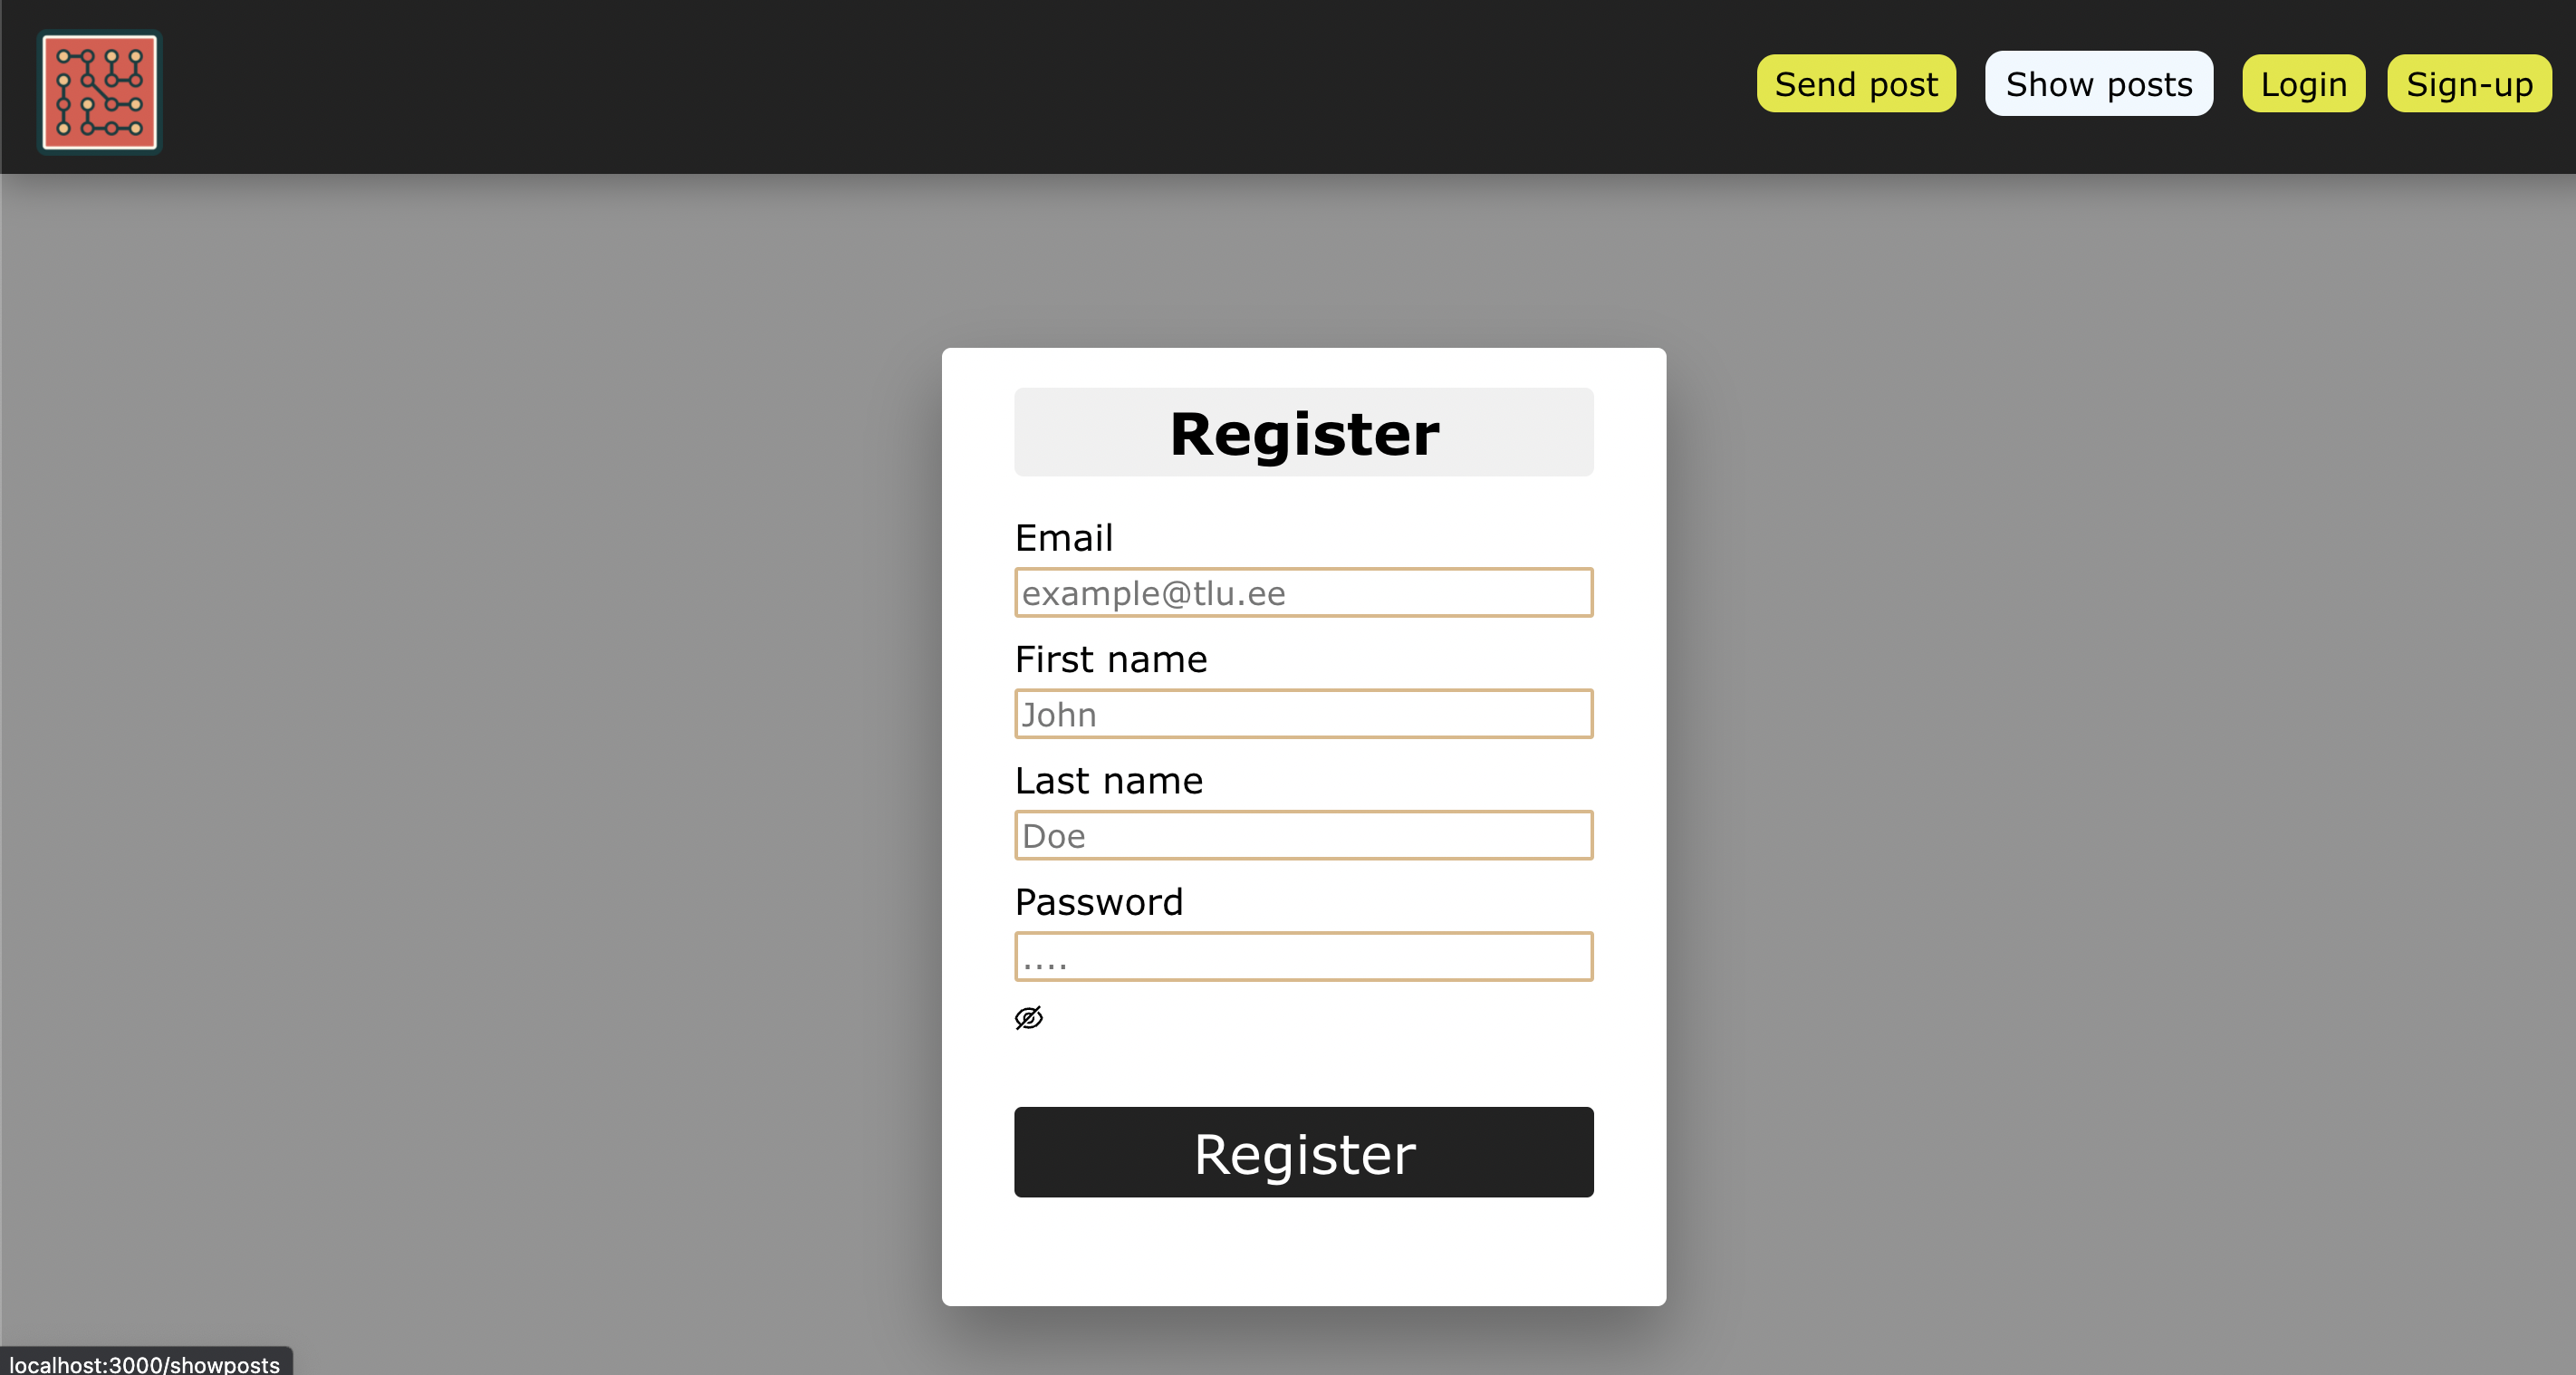 Send post
Show posts
Login
Sign-up
Register
Email
example@tlu.ee
First name
John
Last name
Doe
Password
....
Register
localhost:3000/showposts